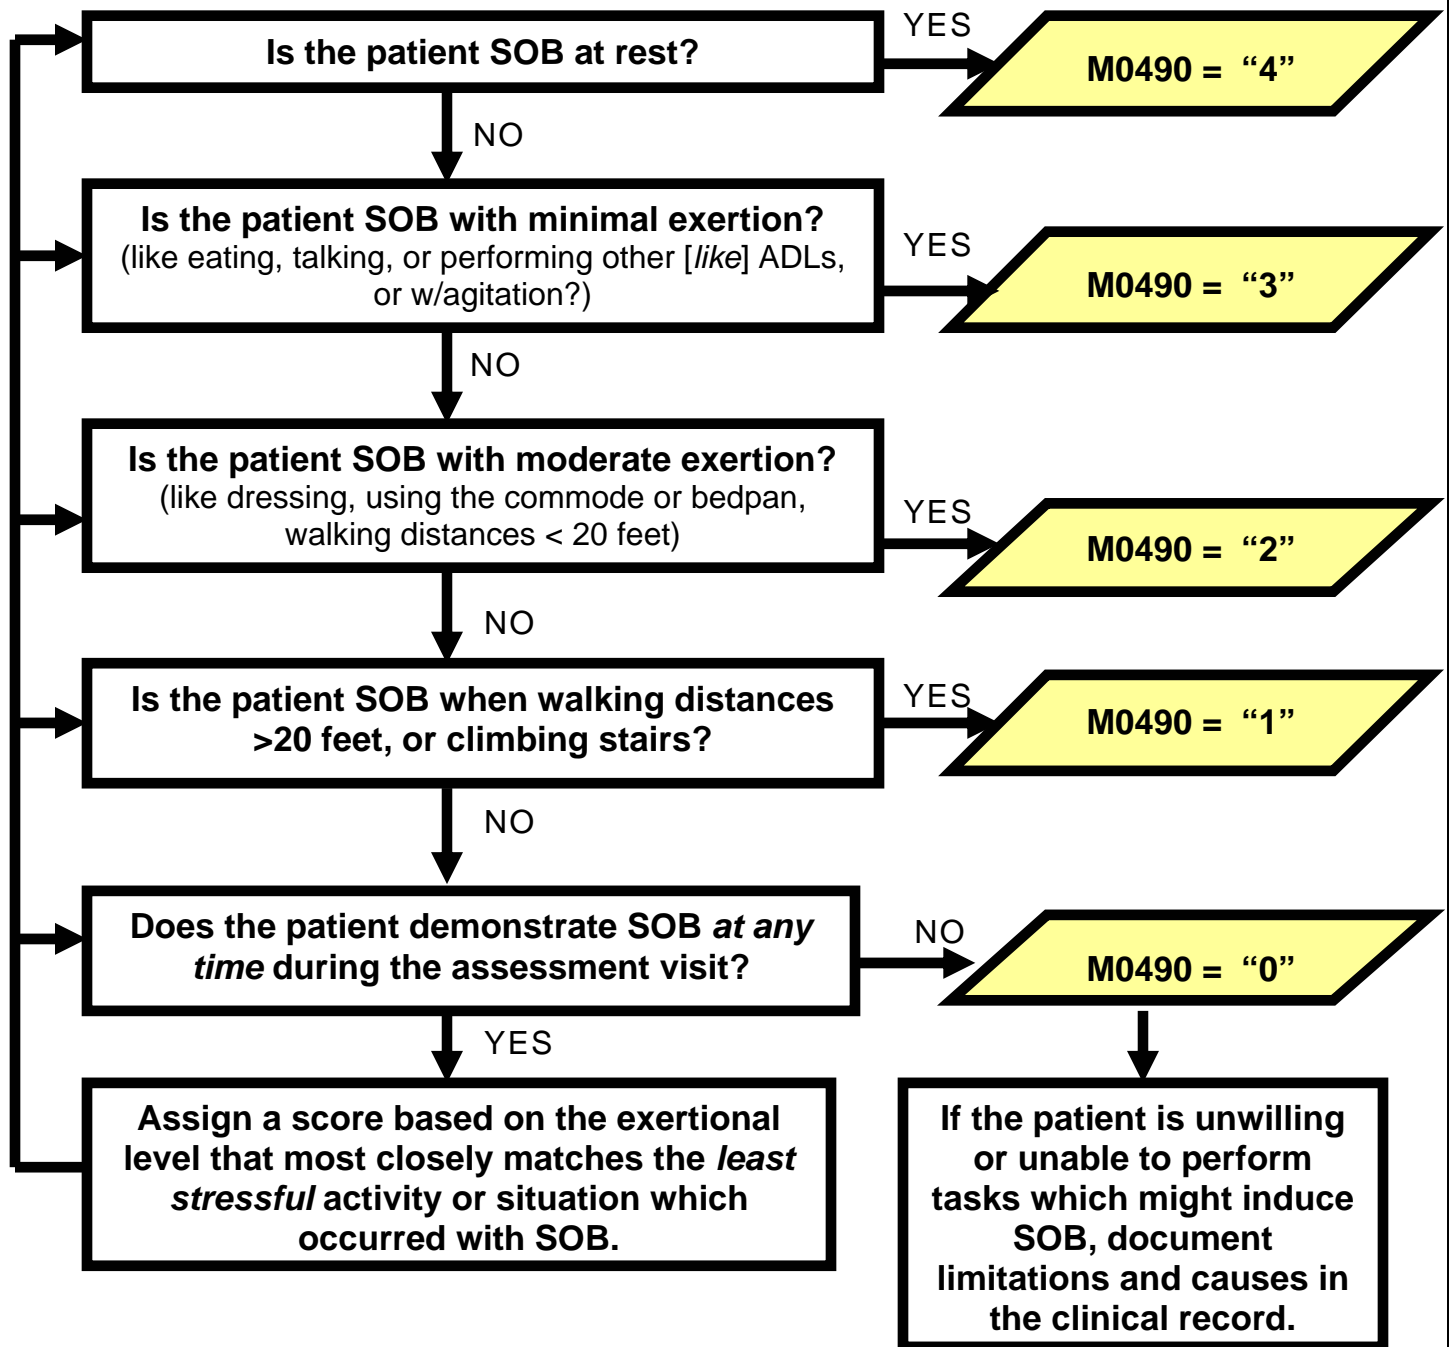 Is the patient SOB at rest?
YES
M0490 = “4”
NO
Is the patient SOB with minimal exertion?
(like eating, talking, or performing other [like] ADLs,
or w/agitation?)
YES
M0490 = “3”
NO
Is the patient SOB with moderate exertion?
(like dressing, using the commode or bedpan,
walking distances < 20 feet)
YES
M0490 = “2”
NO
Is the patient SOB when walking distances
>20 feet, or climbing stairs?
YES
M0490 = “1”
NO
Does the patient demonstrate SOB at any
time during the assessment visit?
NO
M0490 = “0”
YES
Assign a score based on the exertional
level that most closely matches the least
stressful activity or situation which
occurred with SOB.
If the patient is unwilling
or unable to perform
tasks which might induce
SOB, document
limitations and causes in
the clinical record.